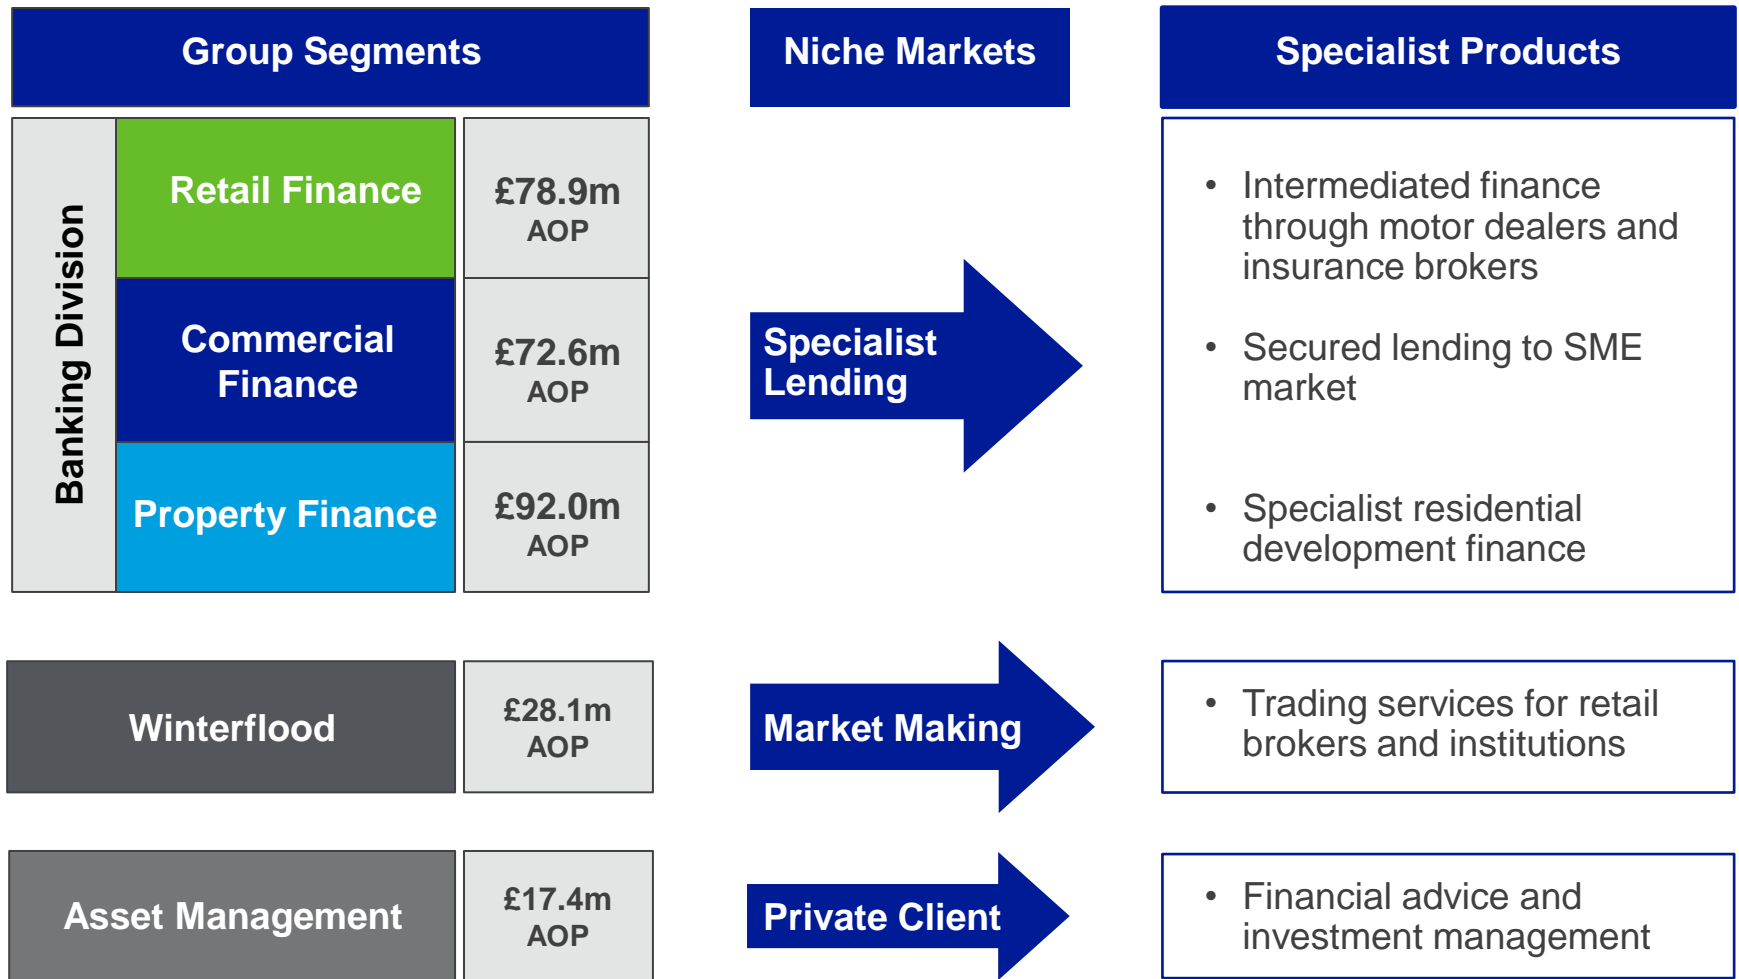 Group Segments
Niche Markets
Specialist Products
Banking Division
Retail Finance
£78.9m
AOP
Commercial
Finance
£72.6m
AOP
Property Finance
£92.0m
AOP
Specialist
Lending
• Intermediated finance
through motor dealers and
insurance brokers
• Secured lending to SME
market
• Specialist residential
development finance
Winterflood
£28.1m
AOP
Market Making
• Trading services for retail
brokers and institutions
Asset Management
£17.4m
AOP
Private Client
• Financial advice and
investment management